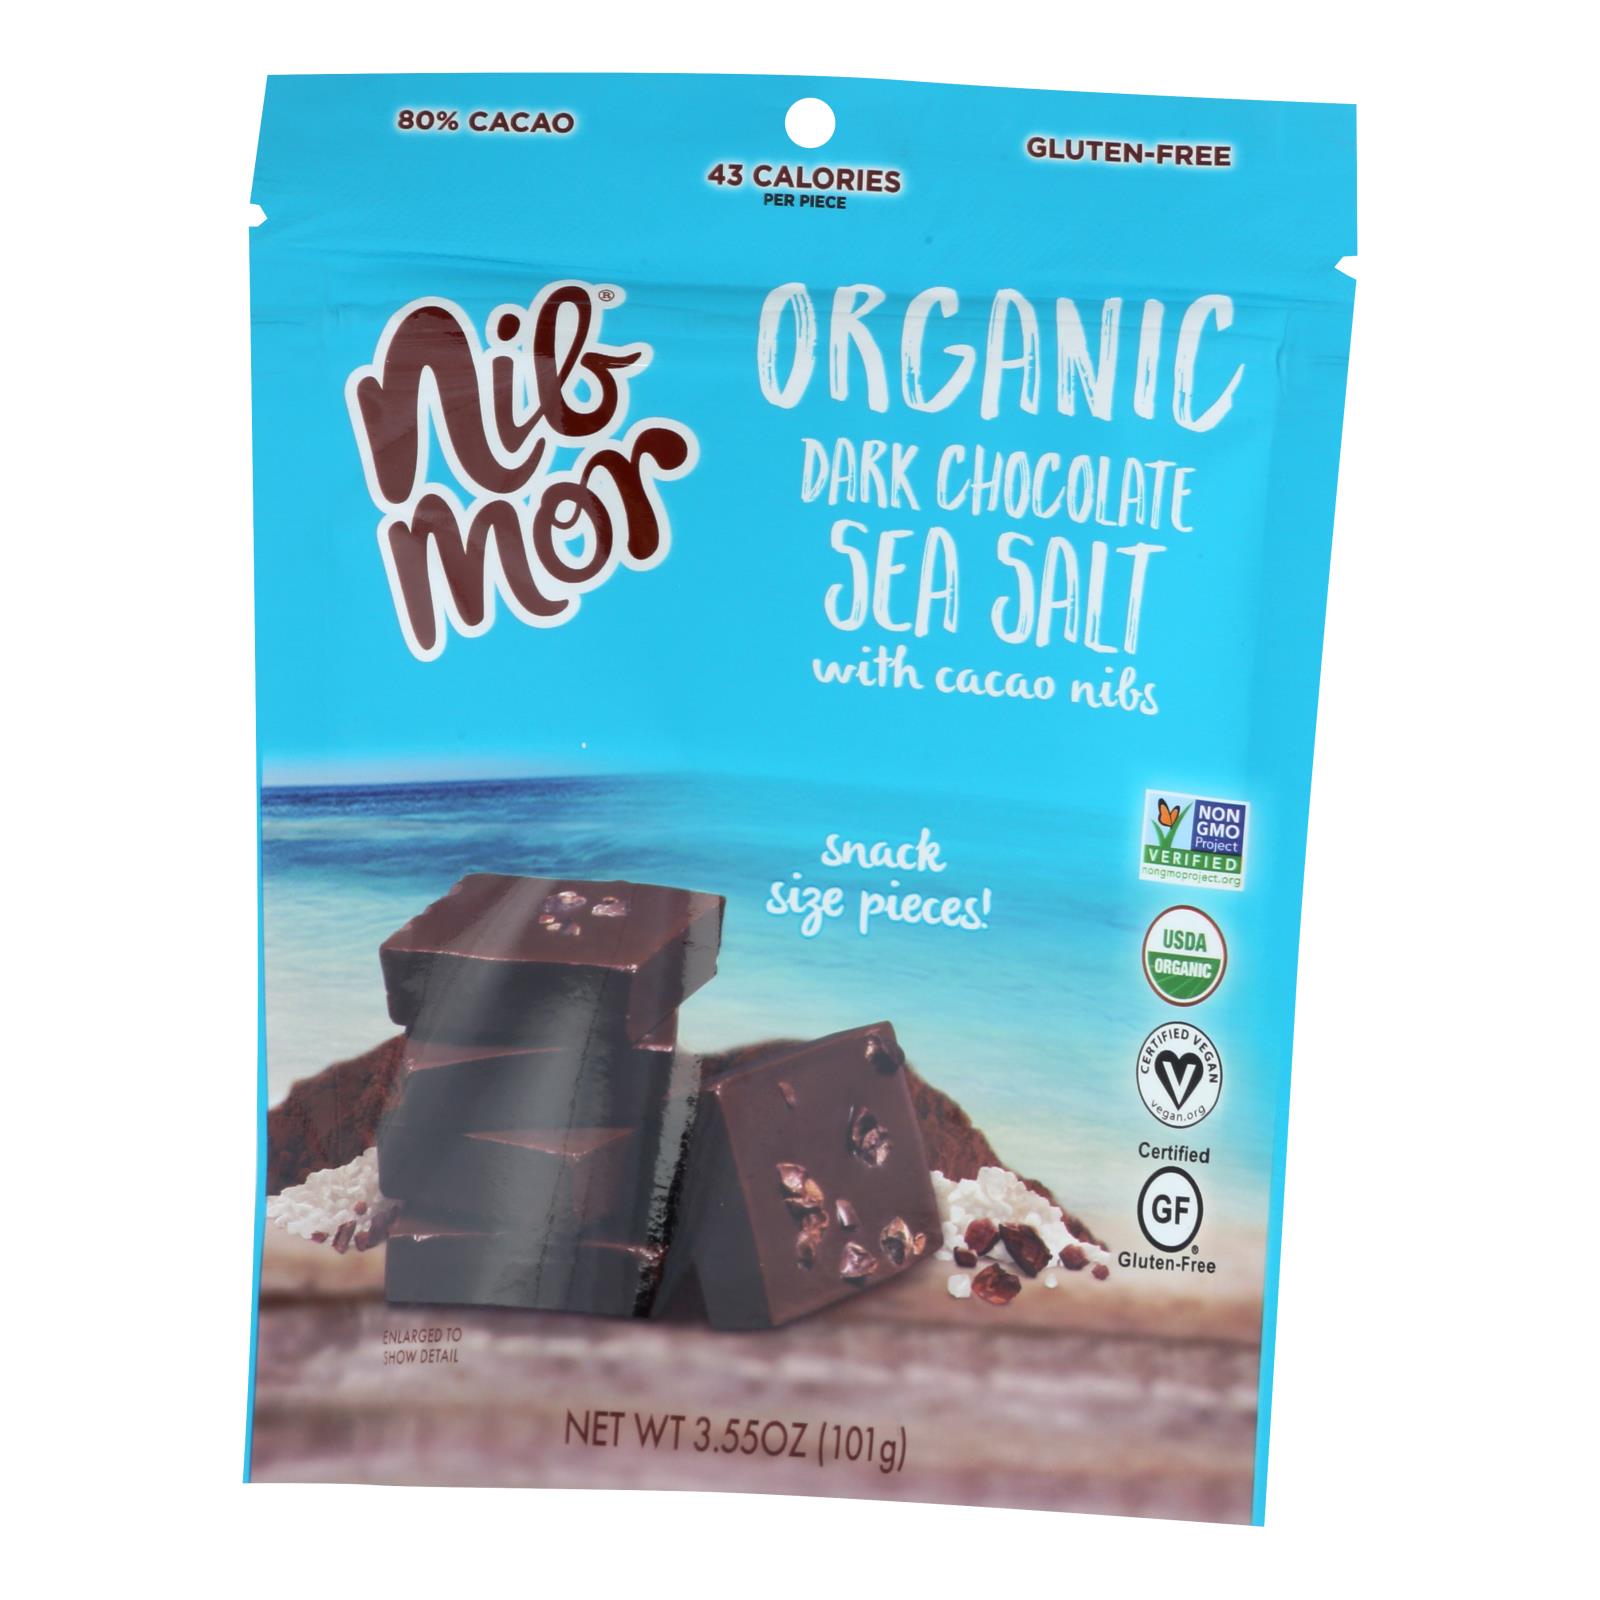 80% CACAO
43 CALORIES
PER PIECE
GLUTEN-FREE
nib®
mor
ORGANIC
DARK CHOCOLATE
SEA SALT
with cacao nibs
snack
size pieces!
NON
GMO
Project
VERIFIED
nongmoproject.org
USDA
ORGANIC
CERTIFIED VEGAN
V
vegan.org
Certified
GF®
Gluten-Free
ENLARGED TO
SHOW DETAIL
NET WT 3.55OZ (101g)